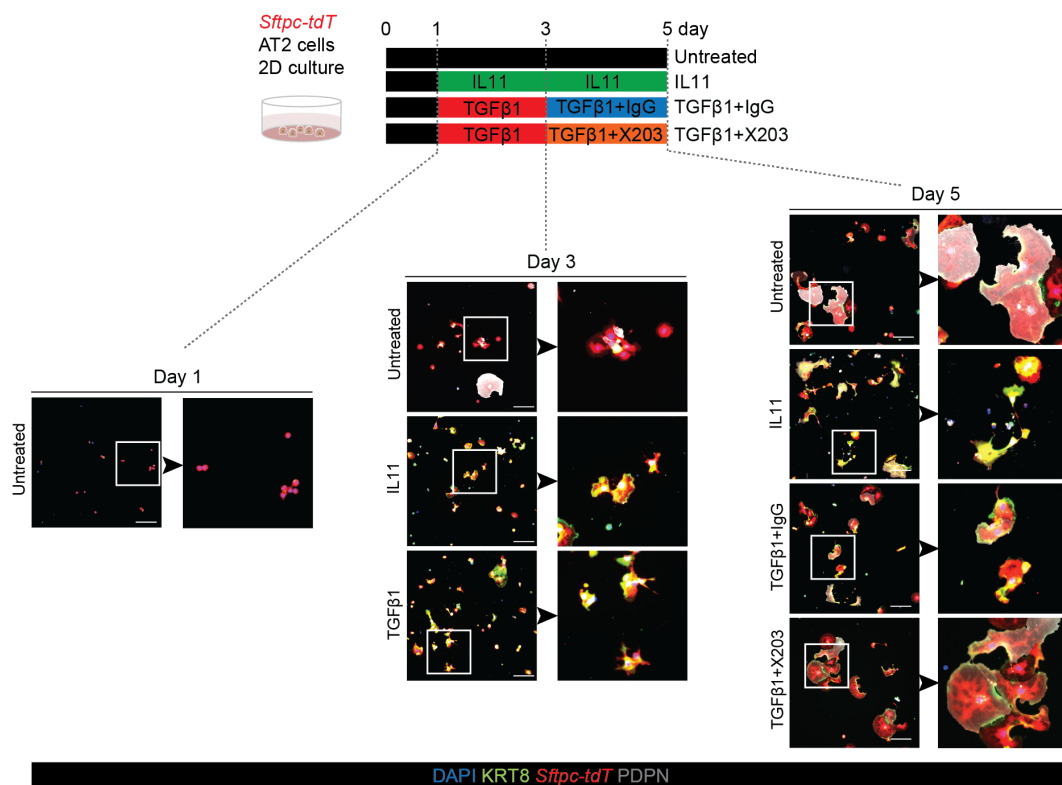 Sftpc-tdT
AT2 cells
2D culture
0 1 3 5 day
Untreated
IL11 IL11 IL11
TGFβ1 TGFβ1+IgG TGFβ1+IgG
TGFβ1 TGFβ1+X203 TGFβ1+X203
Day 1
Untreated
Day 3
Untreated
IL11
TGFβ1
Day 5
Untreated
IL11
TGFβ1+IgG
TGFβ1+X203
DAPI KRT8 Sftpc-tdT PDPN